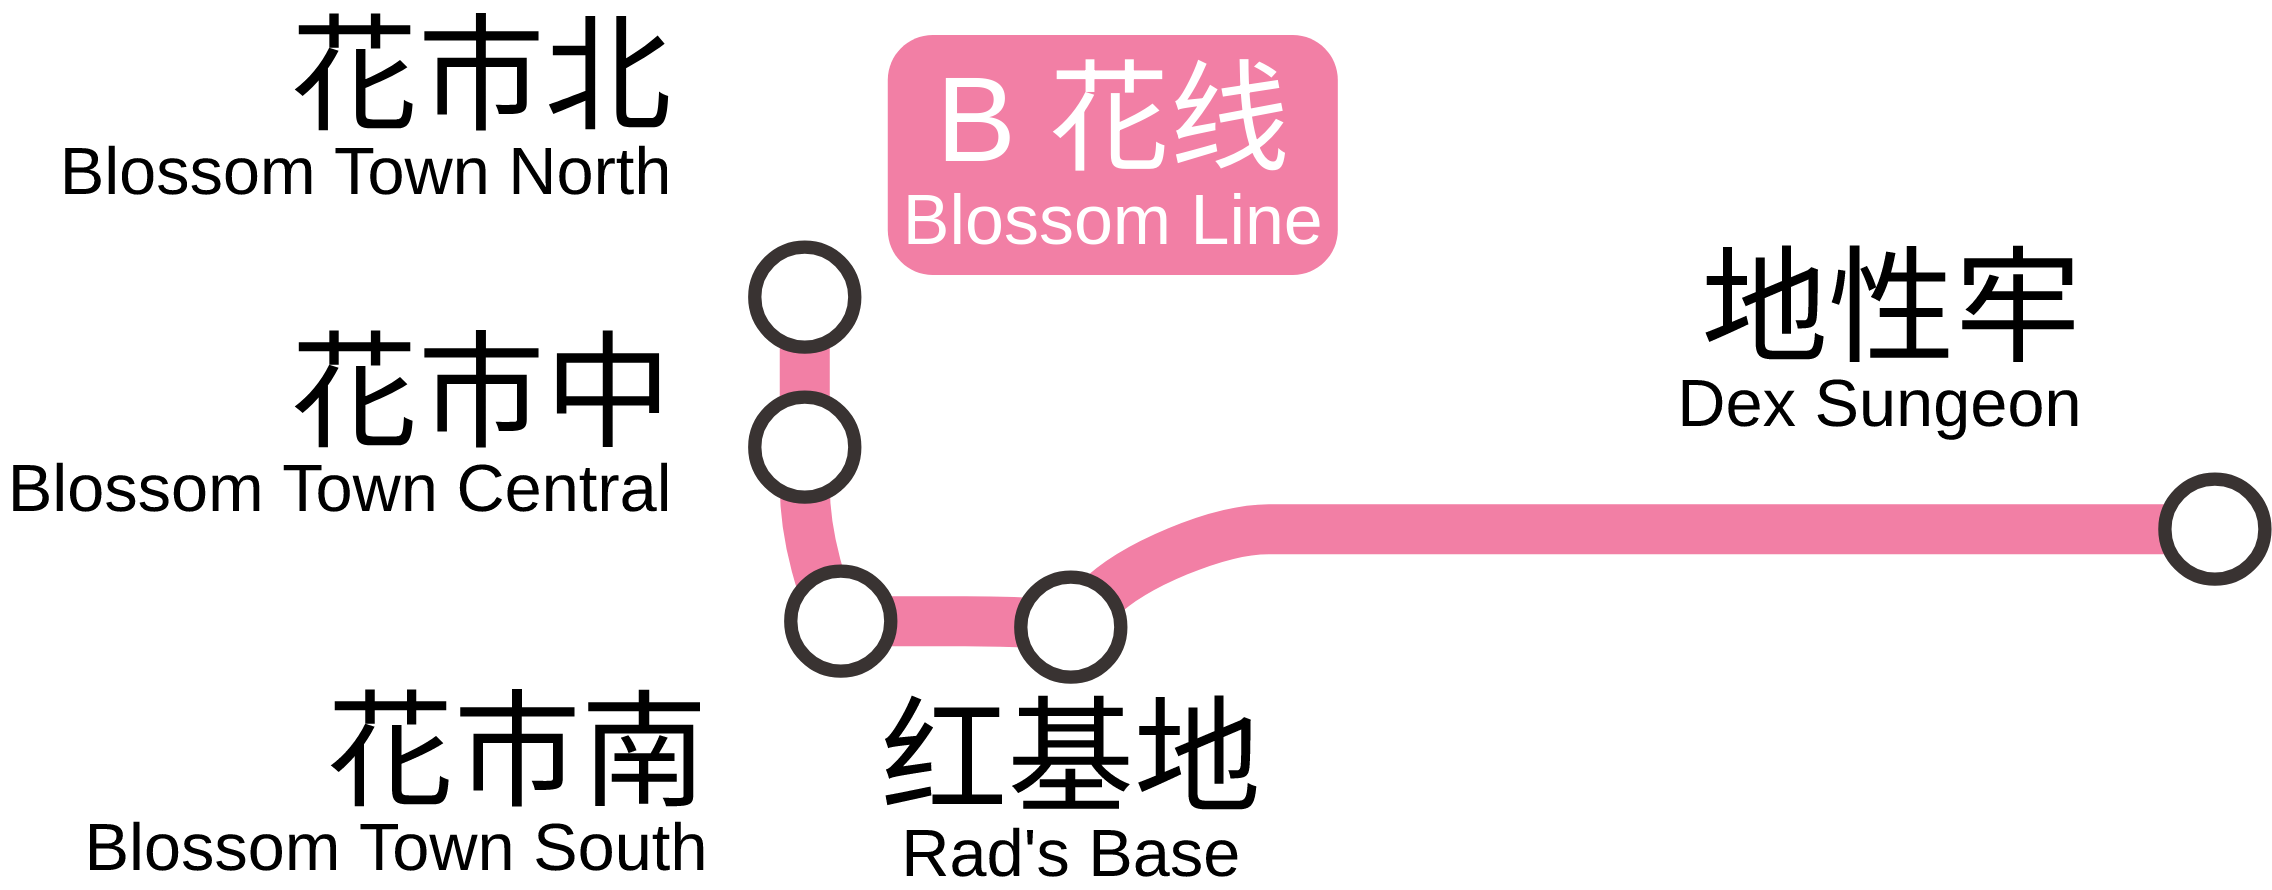 花市北
Blossom Town North
B 花线
Blossom Line
地性牢
Dex Sungeon
花市中
Blossom Town Central
花市南
Blossom Town South
红基地
Rad's Base